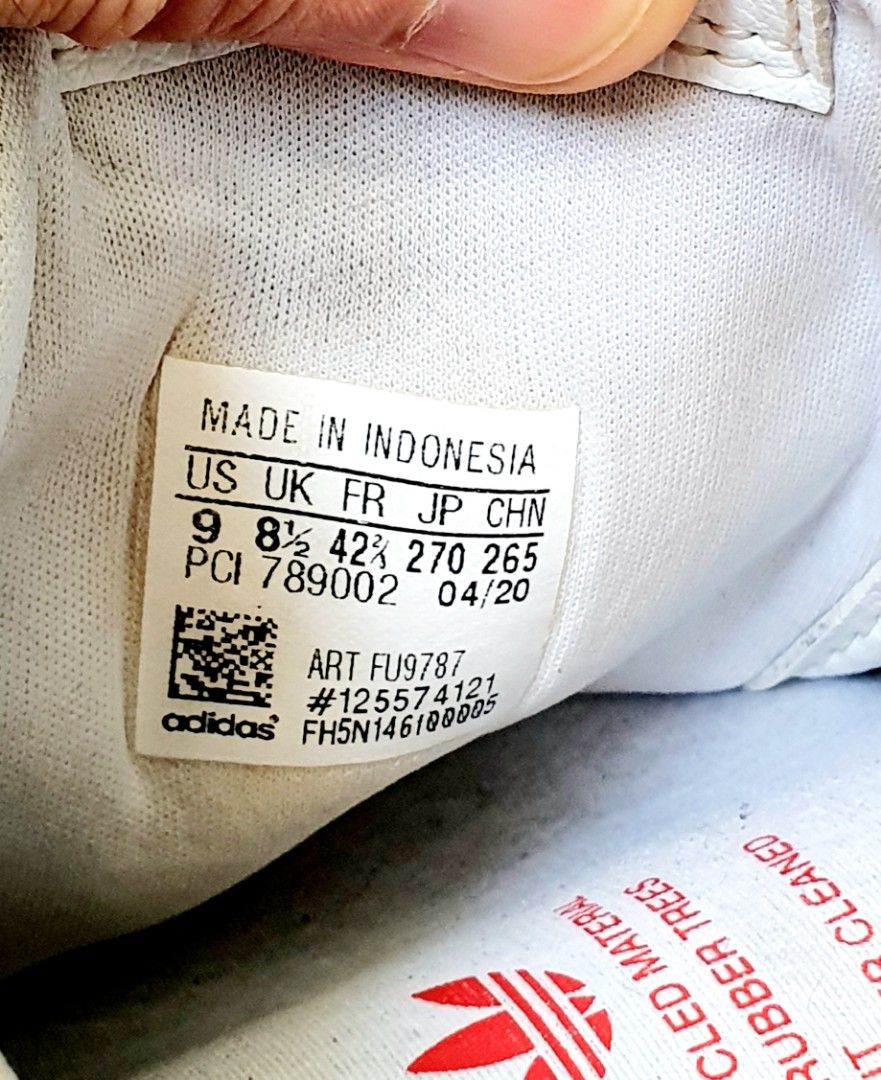 MADE IN INDONESIA
US UK FR JP CHN
9 8½ 42⅔ 270 265
PCI 789002 04/20
ART FU9787
#125574121
FH5N146100005
adidas
CLEANED
CLED MATERIAL
RUBBER TREES